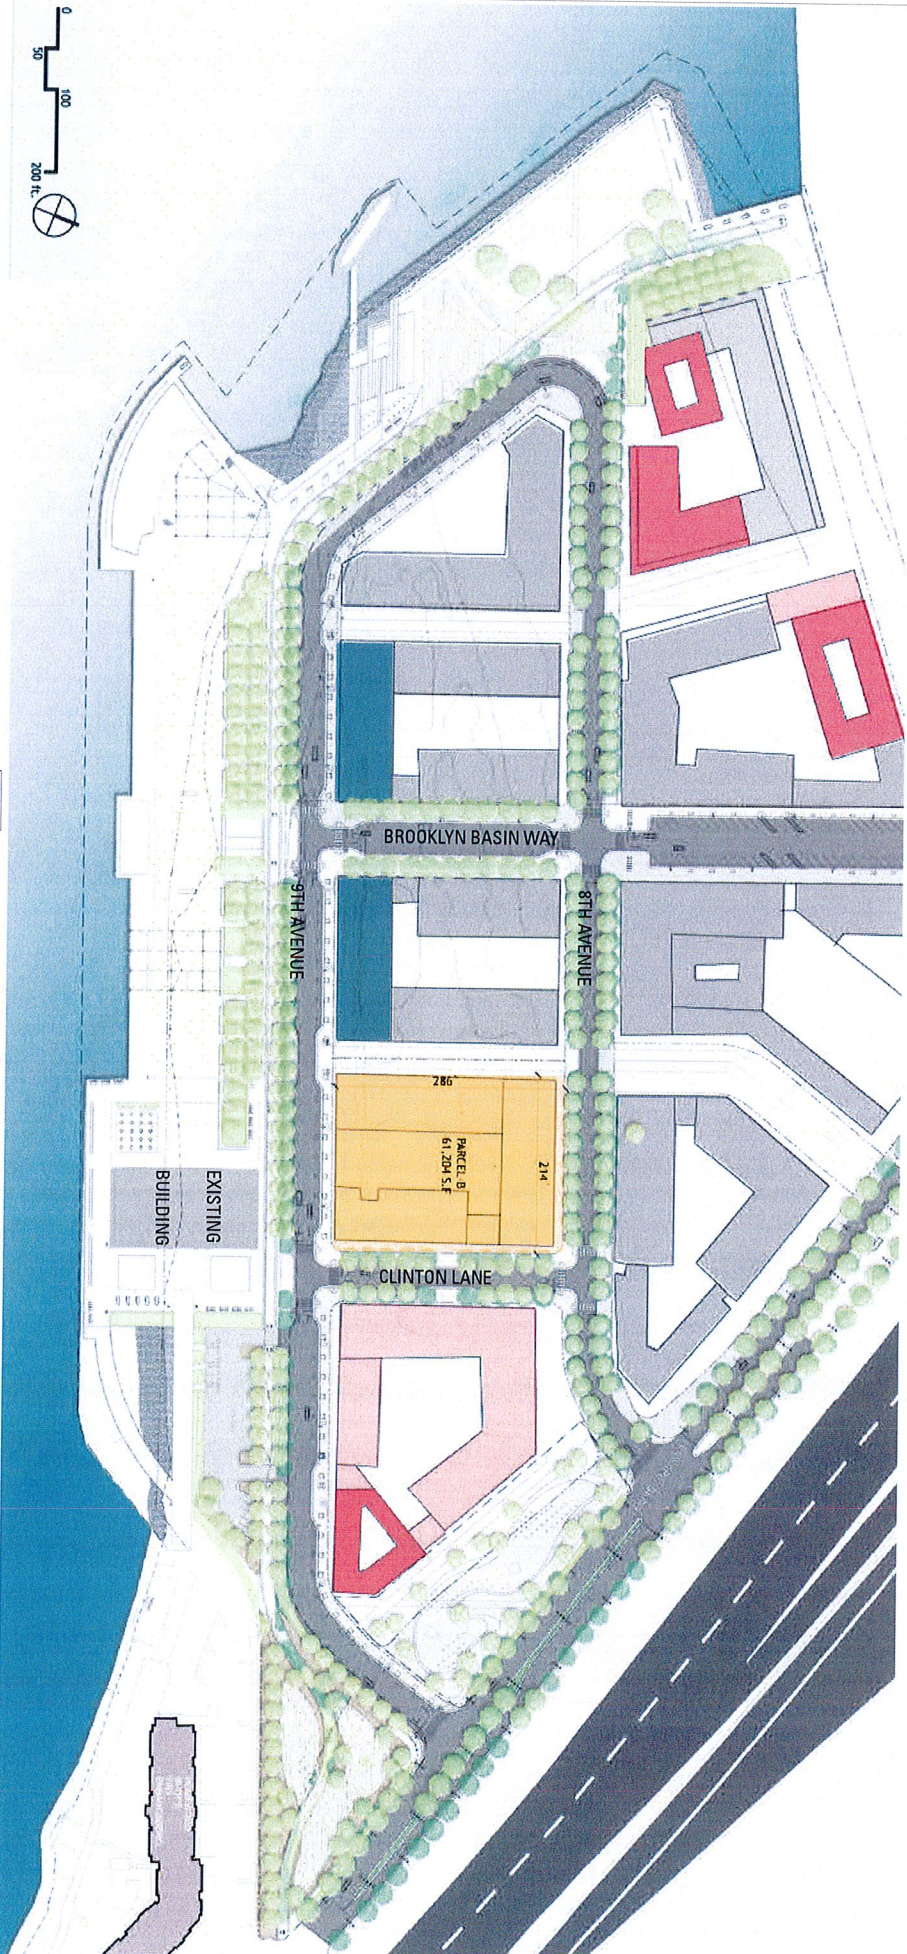 0
50
100
200 ft.
BROOKLYN BASIN WAY
9TH AVENUE
8TH AVENUE
286
214
PARCEL B
61,204 S.F
EXISTING
BUILDING
CLINTON LANE